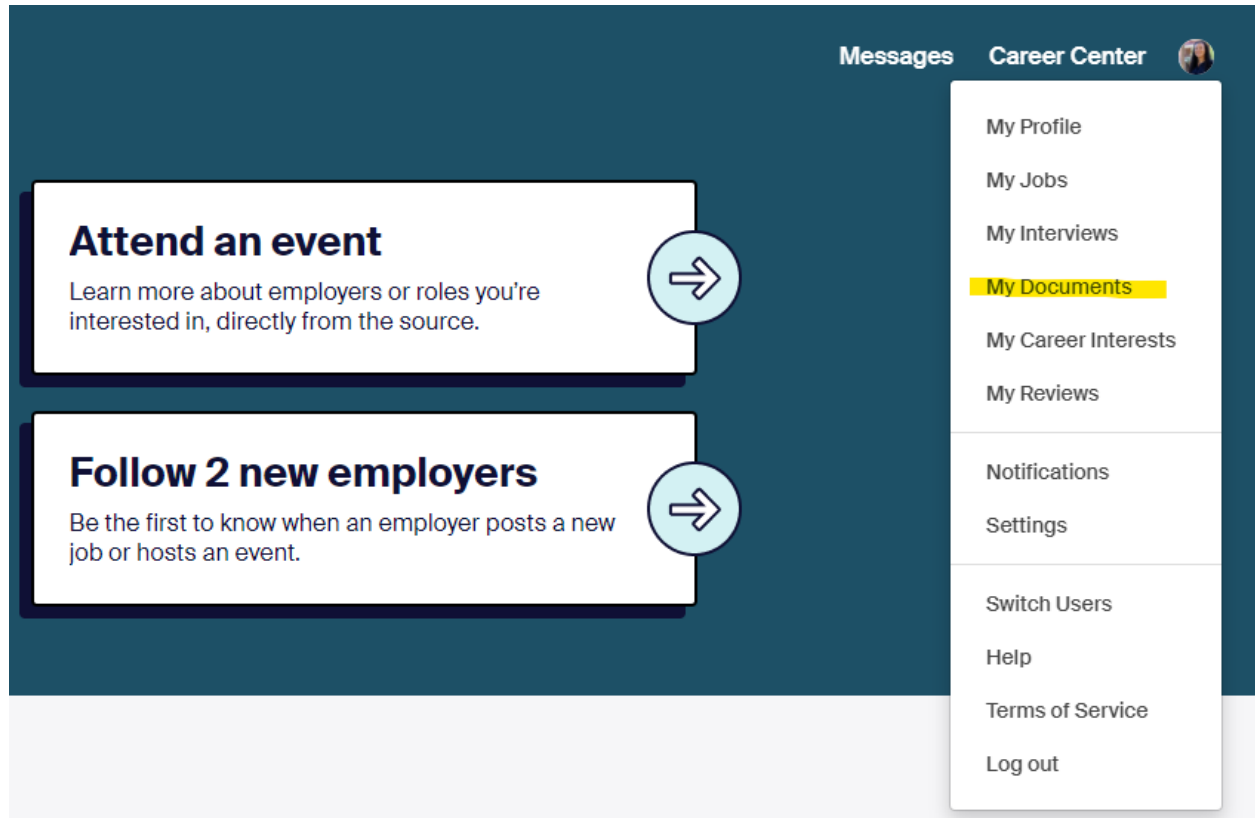 Messages Career Center
Attend an event
Learn more about employers or roles you’re
interested in, directly from the source.
Follow 2 new employers
Be the first to know when an employer posts a new
job or hosts an event.
My Profile
My Jobs
My Interviews
My Documents
My Career Interests
My Reviews
Notifications
Settings
Switch Users
Help
Terms of Service
Log out